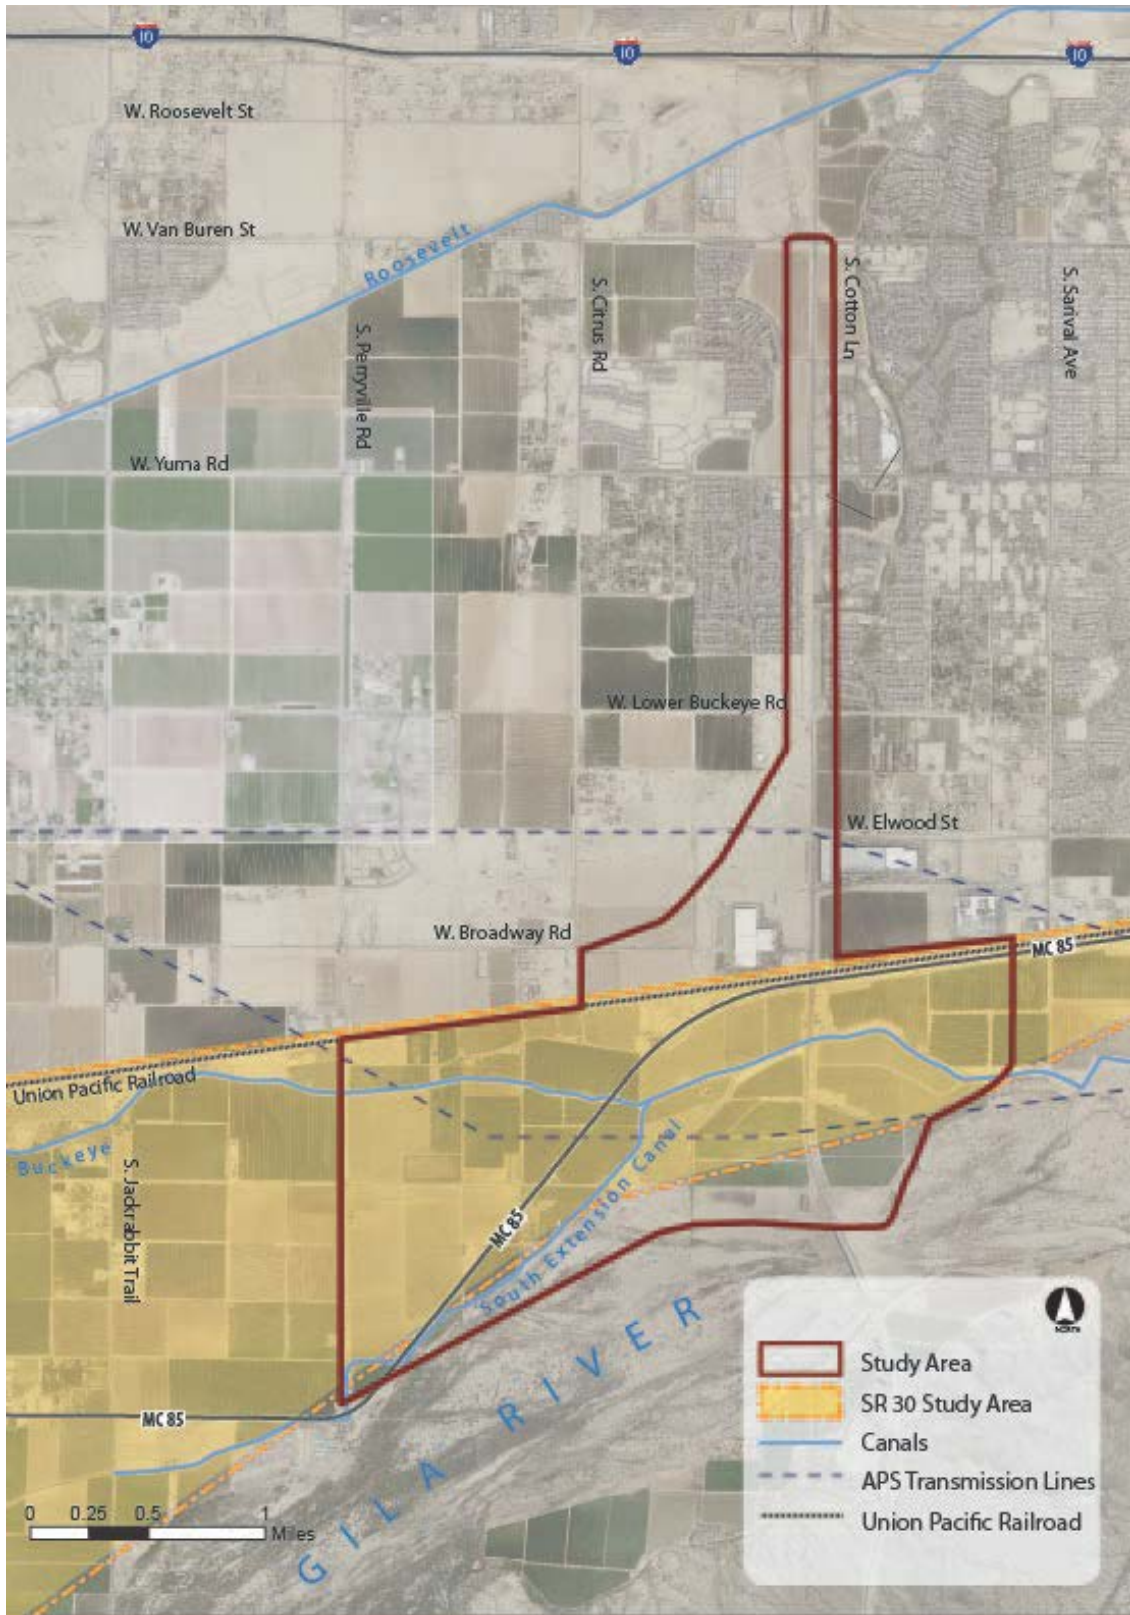 10
10
10
W. Roosevelt St
W. Van Buren St
Roosevelt
S. Cotton Ln
S. Sarival Ave
S. Citrus Rd
S. Perryville Rd
W. Yuma Rd
W. Lower Buckeye Rd
W. Elwood St
W. Broadway Rd
MC 85
Union Pacific Railroad
Buckeye
S. Jackrabbit Trail
South Extension Canal
MC 85
GILA RIVER
MC 85
NORTH
Study Area
SR 30 Study Area
Canals
APS Transmission Lines
Union Pacific Railroad
0 0.25 0.5 1
Miles